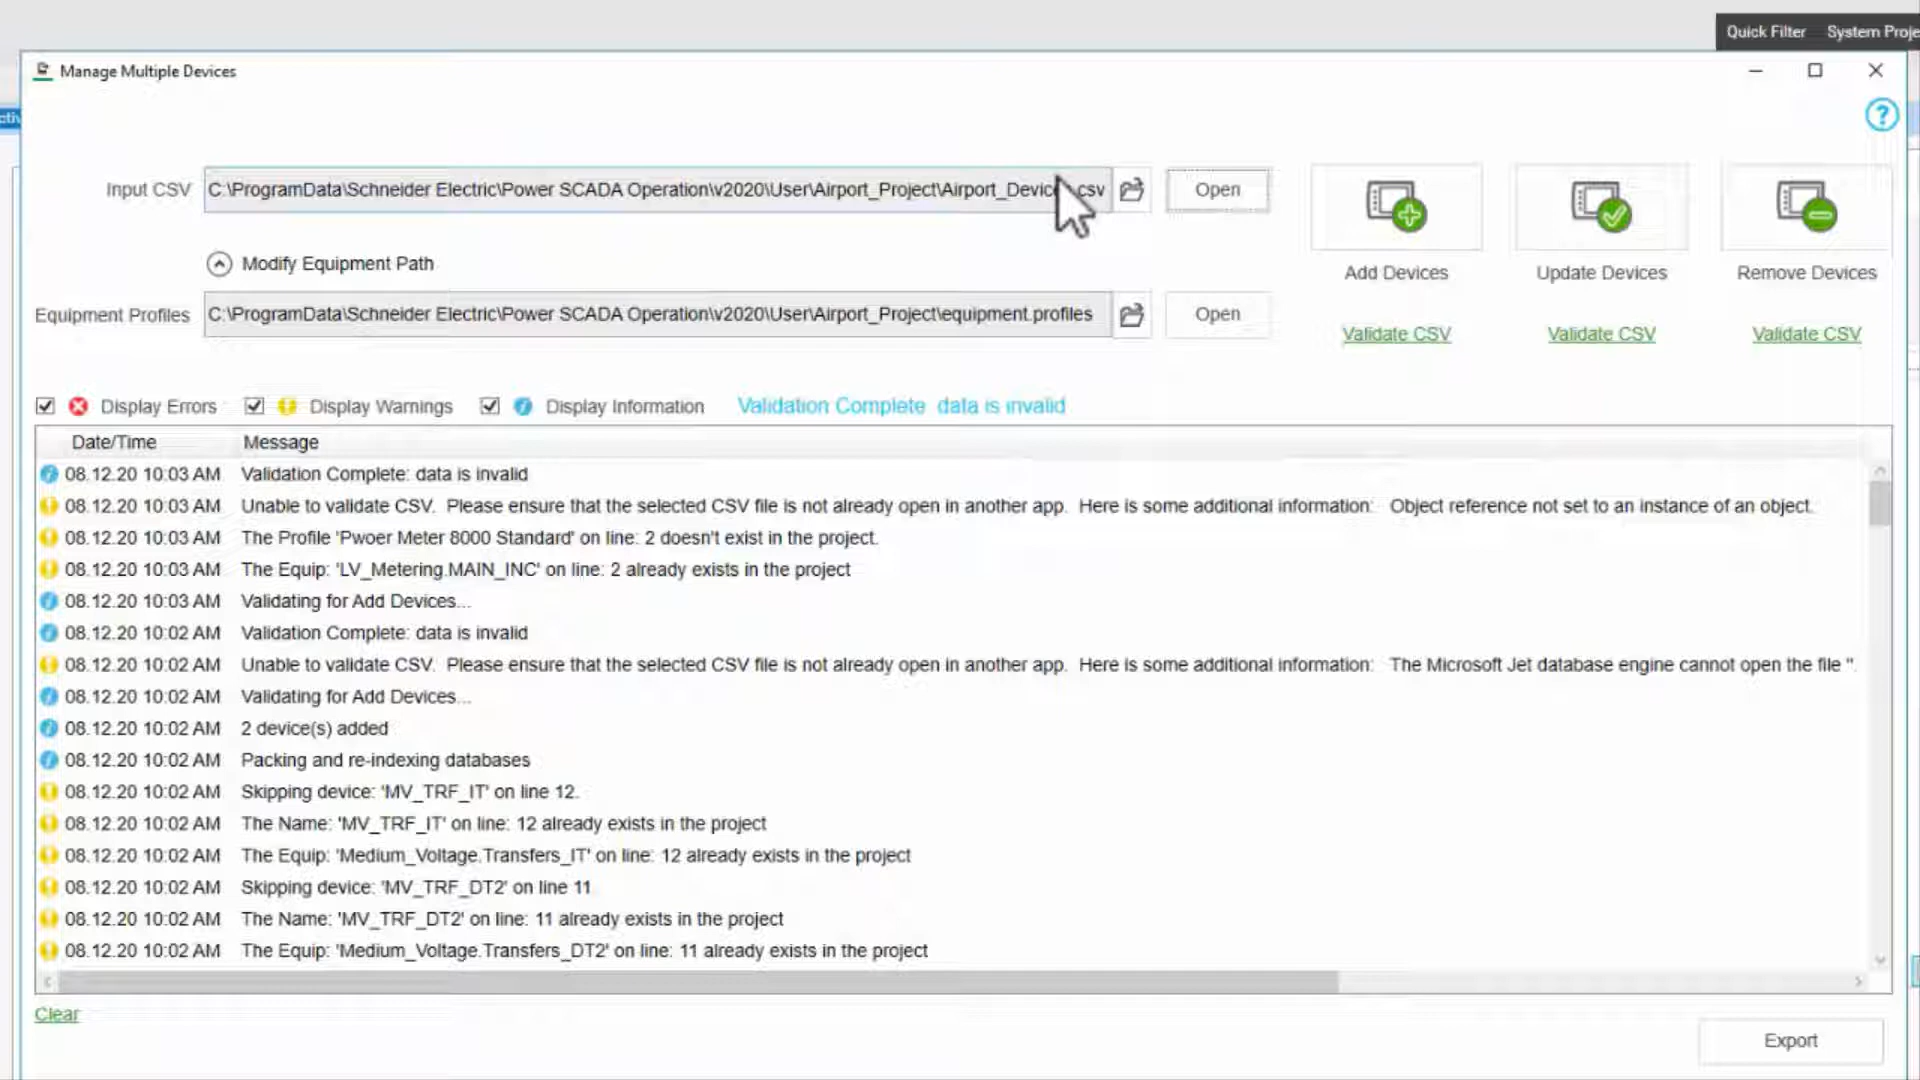 Quick Filter System Proje
Manage Multiple Devices
Input CSV C:\ProgramData\Schneider Electric\Power SCADA Operation\v2020\User\Airport_Project\Airport_Devic csv Open
Modify Equipment Path
Add Devices Update Devices Remove Devices
Equipment Profiles C:\ProgramData\Schneider Electric\Power SCADA Operation\v2020\User\Airport_Project\equipment.profiles Open
Validate CSV Validate CSV Validate CSV
Display Errors Display Warnings Display Information Validation Complete data is invalid
Date/Time Message
08.12.20 10:03 AM Validation Complete: data is invalid
08.12.20 10:03 AM Unable to validate CSV. Please ensure that the selected CSV file is not already open in another app. Here is some additional information: Object reference not set to an instance of an object.
08.12.20 10:03 AM The Profile 'Pwoer Meter 8000 Standard' on line: 2 doesn't exist in the project.
08.12.20 10:03 AM The Equip: 'LV_Metering.MAIN_INC' on line: 2 already exists in the project
08.12.20 10:03 AM Validating for Add Devices...
08.12.20 10:02 AM Validation Complete: data is invalid
08.12.20 10:02 AM Unable to validate CSV. Please ensure that the selected CSV file is not already open in another app. Here is some additional information: The Microsoft Jet database engine cannot open the file ''.
08.12.20 10:02 AM Validating for Add Devices...
08.12.20 10:02 AM 2 device(s) added
08.12.20 10:02 AM Packing and re-indexing databases
08.12.20 10:02 AM Skipping device: 'MV_TRF_IT' on line 12.
08.12.20 10:02 AM The Name: 'MV_TRF_IT' on line: 12 already exists in the project
08.12.20 10:02 AM The Equip: 'Medium_Voltage.Transfers_IT' on line: 12 already exists in the project
08.12.20 10:02 AM Skipping device: 'MV_TRF_DT2' on line 11.
08.12.20 10:02 AM The Name: 'MV_TRF_DT2' on line: 11 already exists in the project
08.12.20 10:02 AM The Equip: 'Medium_Voltage.Transfers_DT2' on line: 11 already exists in the project
Clear
Export